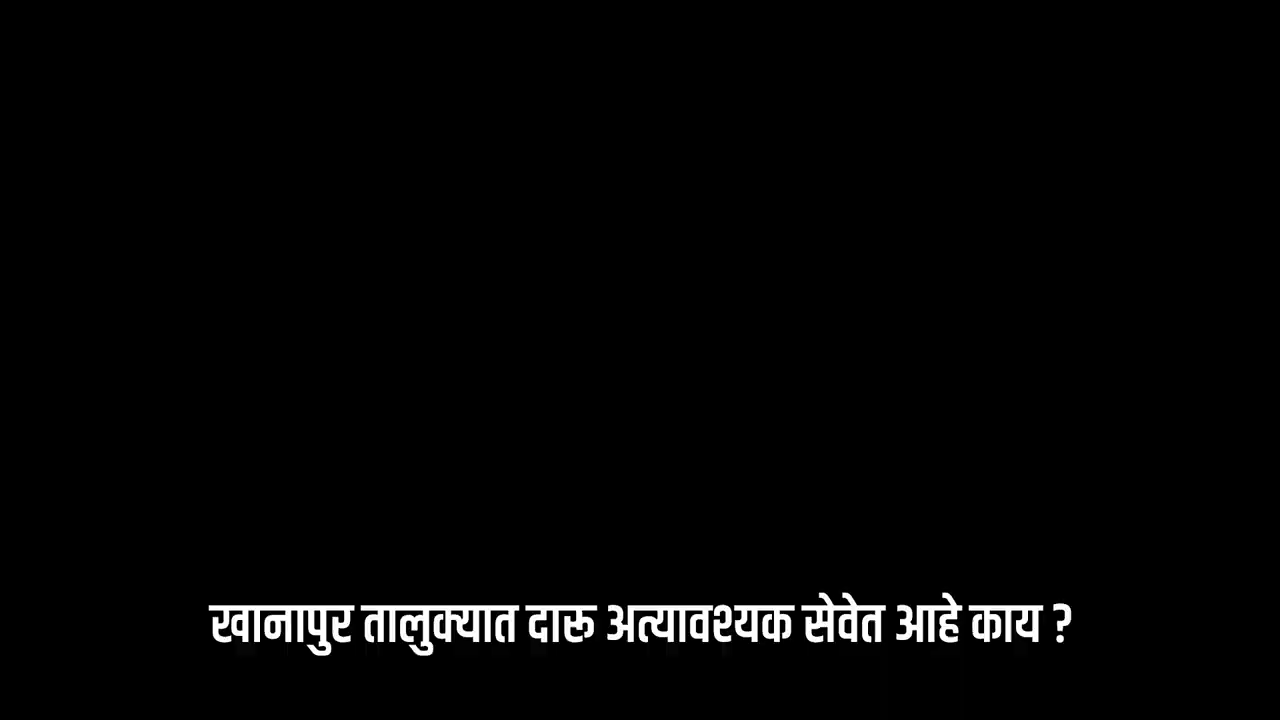 खानापुर तालुक्यात दारू अत्यावश्यक सेवेत आहे काय ?